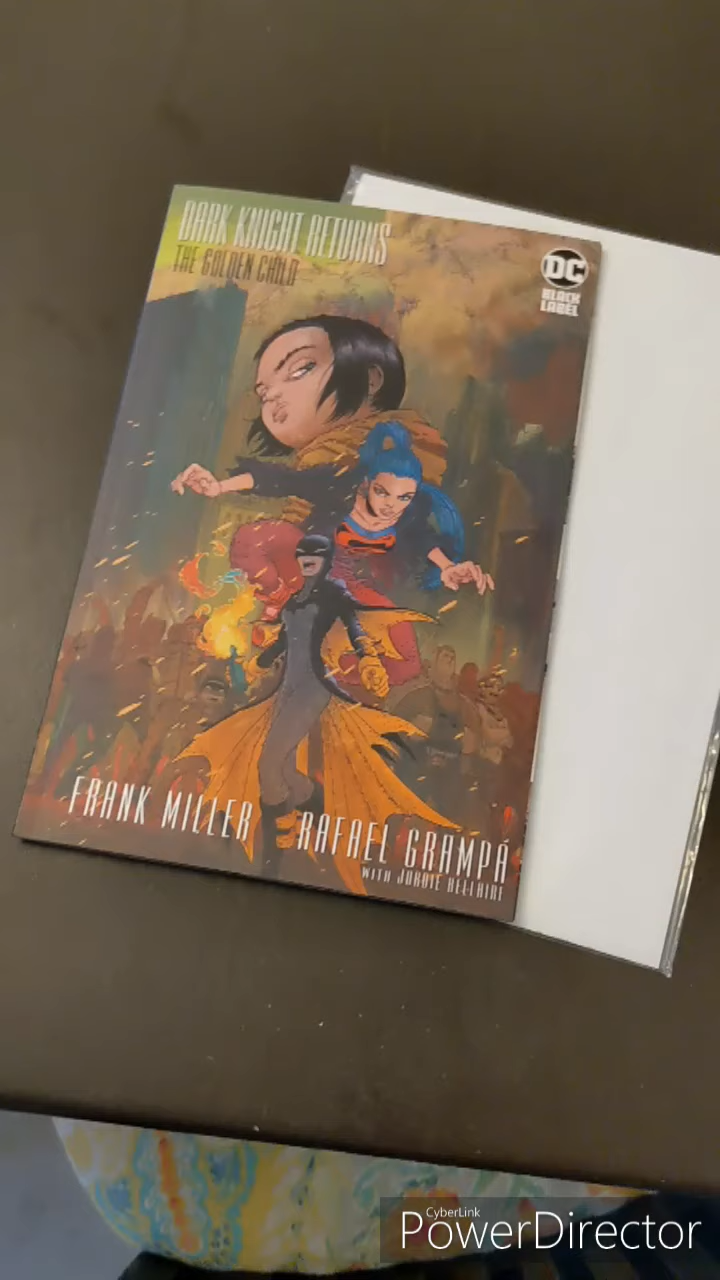 DARK KNIGHT RETURNS
THE GOLDEN CHILD
DC
BLACK
LABEL
FRANK MILLER
RAFAEL GRAMPÁ
WITH JORDIE BELLAIRE
CyberLink
PowerDirector